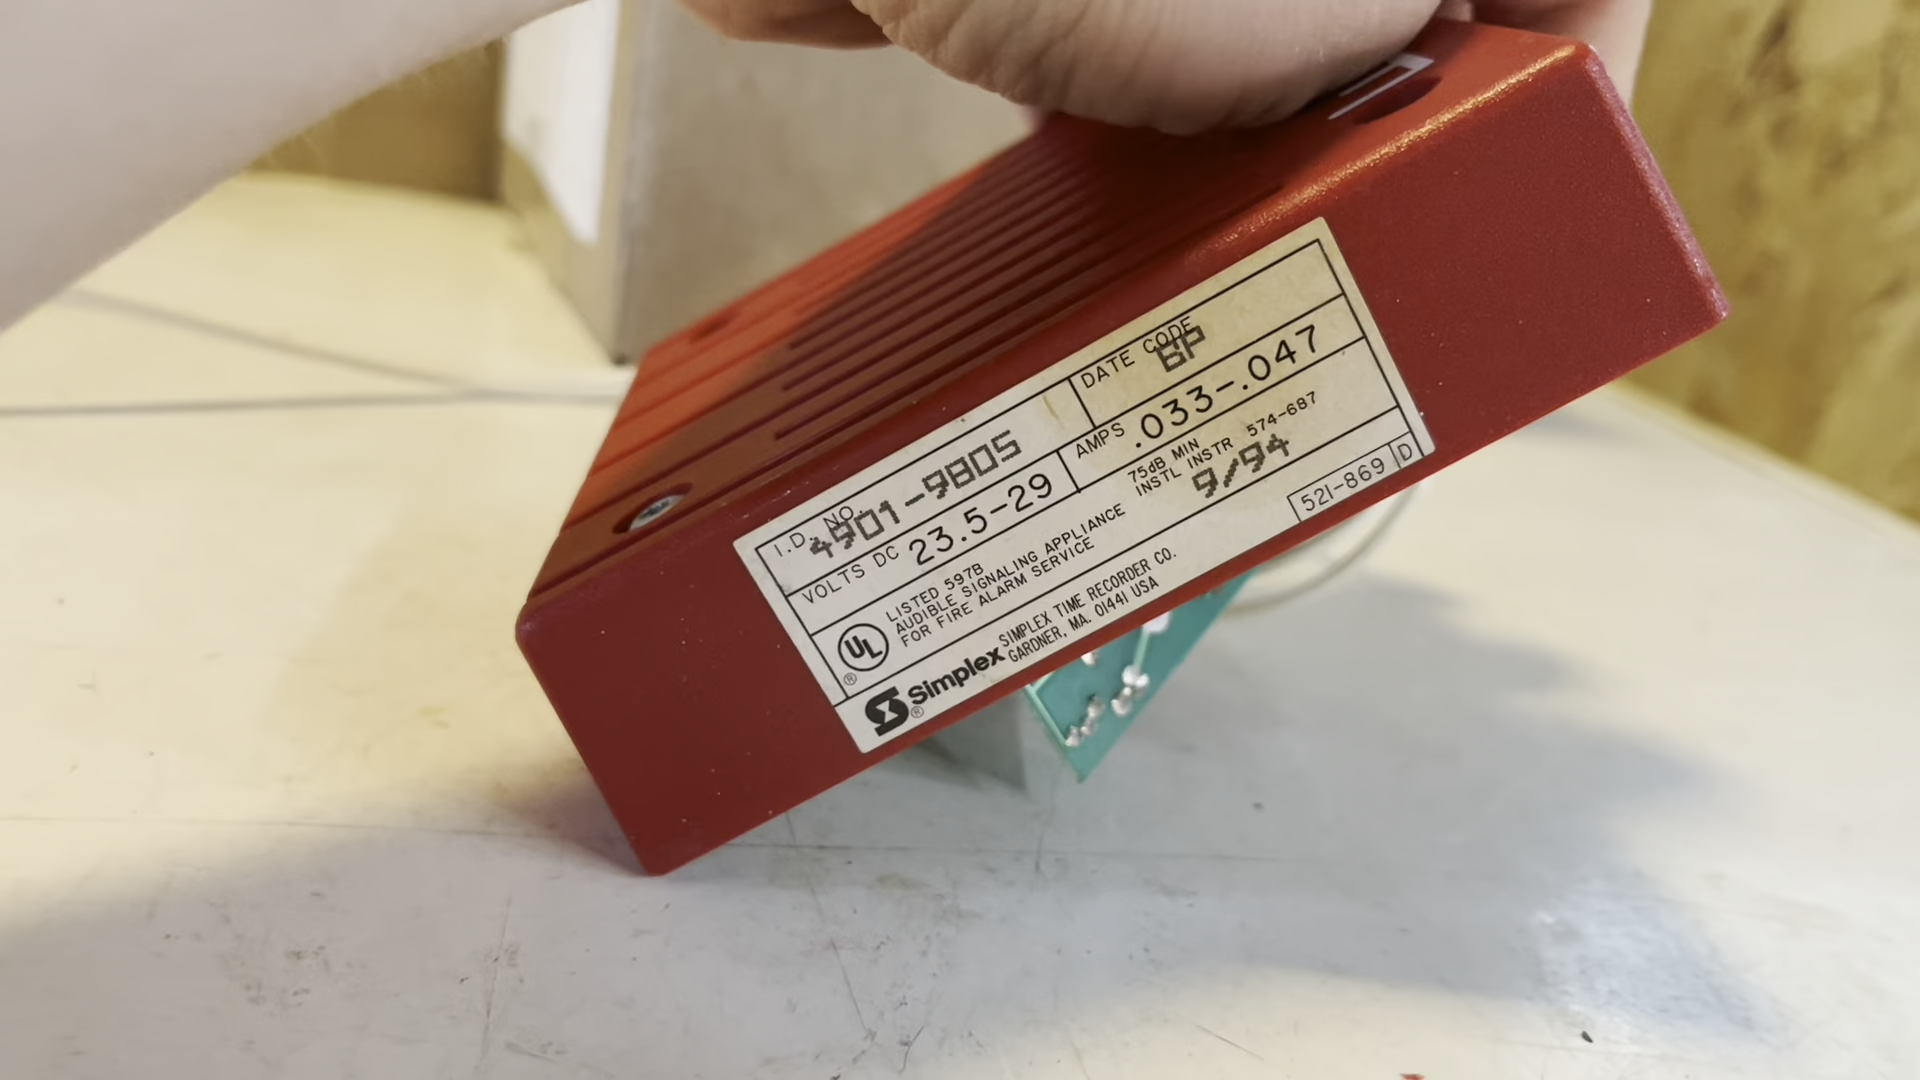 I.D. NO. 4901-9805
DATE CODE 6P
VOLTS DC 23.5-29
AMPS .033-.047
UL
®
LISTED 597B
AUDIBLE SIGNALING APPLIANCE
FOR FIRE ALARM SERVICE
75dB MIN
INSTL INSTR 574-687
9/94
Simplex®
SIMPLEX TIME RECORDER CO.
GARDNER, MA. 01441 USA
521-869 D